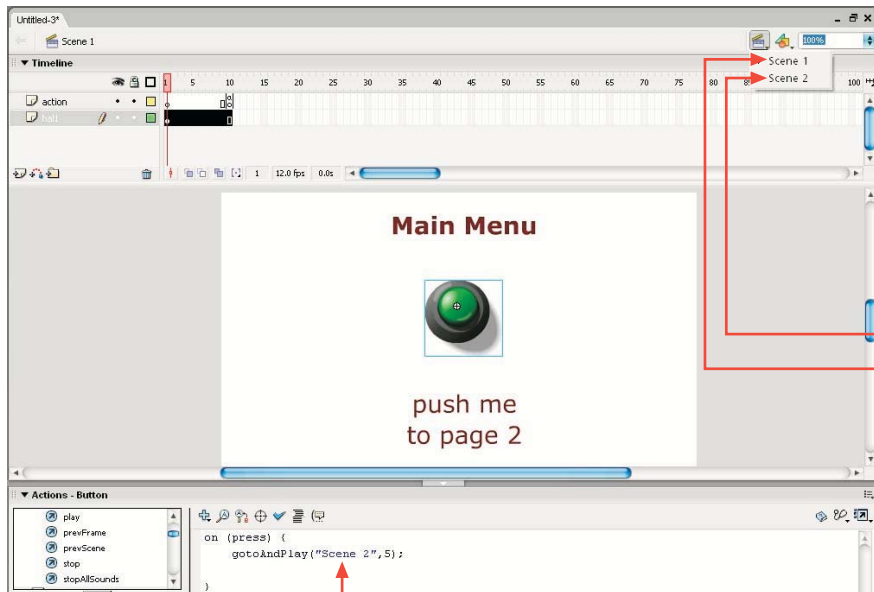 Untitled-3*
Scene 1
100%
Scene 1
Scene 2
Timeline
1 5 10 15 20 25 30 35 40 45 50 55 60 65 70 75 80 100
action
a
1 12.0 fps 0.0s
Main Menu
push me
to page 2
Actions - Button
play
prevFrame
prevScene
stop
stopAllSounds
on (press) {
gotoAndPlay("Scene 2",5);
}